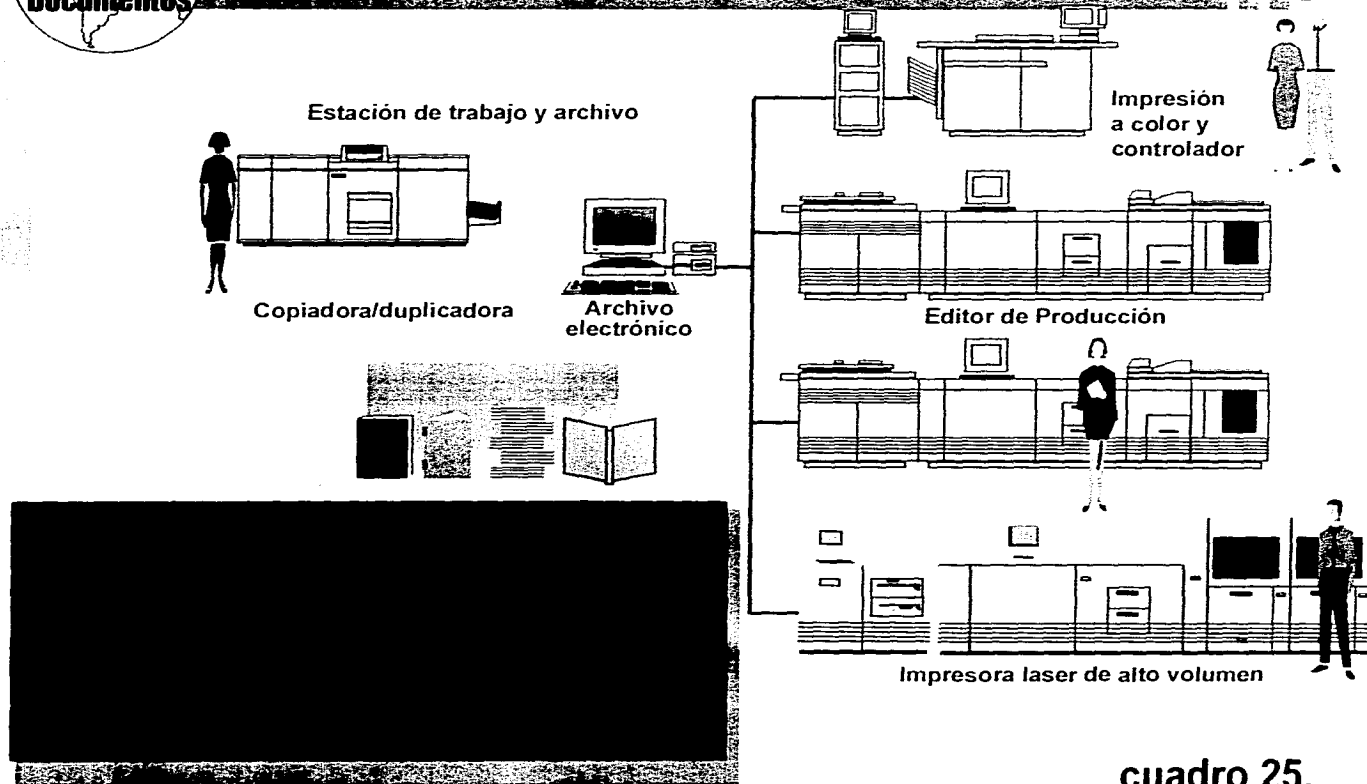 Documentos
Estación de trabajo y archivo
Copiadora/duplicadora
Archivo
electrónico
Impresión
a color y
controlador
Editor de Producción
Impresora laser de alto volumen
cuadro 25.